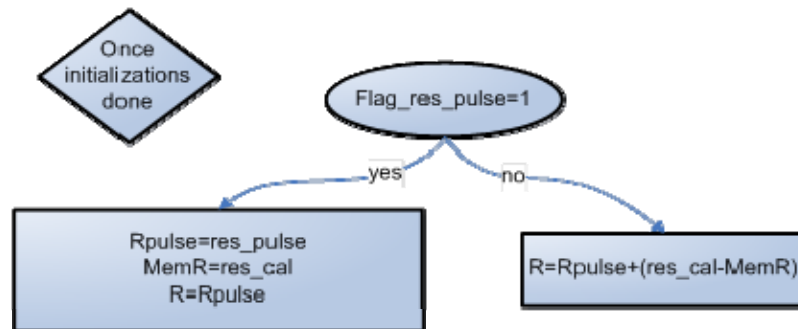 Once
initializations
done
Flag_res_pulse=1
yes
no
Rpulse=res_pulse
MemR=res_cal
R=Rpulse
R=Rpulse+(res_cal-MemR)